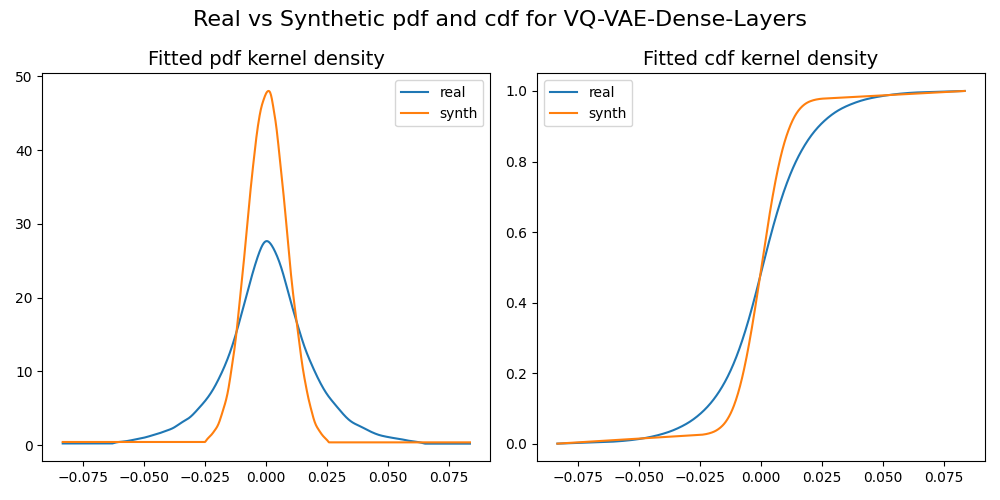 Real vs Synthetic pdf and cdf for VQ-VAE-Dense-Layers
Fitted pdf kernel density
50
40
30
20
10
0
real
synth
−0.075 −0.050 −0.025 0.000 0.025 0.050 0.075
Fitted cdf kernel density
1.0
0.8
0.6
0.4
0.2
0.0
real
synth
−0.075 −0.050 −0.025 0.000 0.025 0.050 0.075